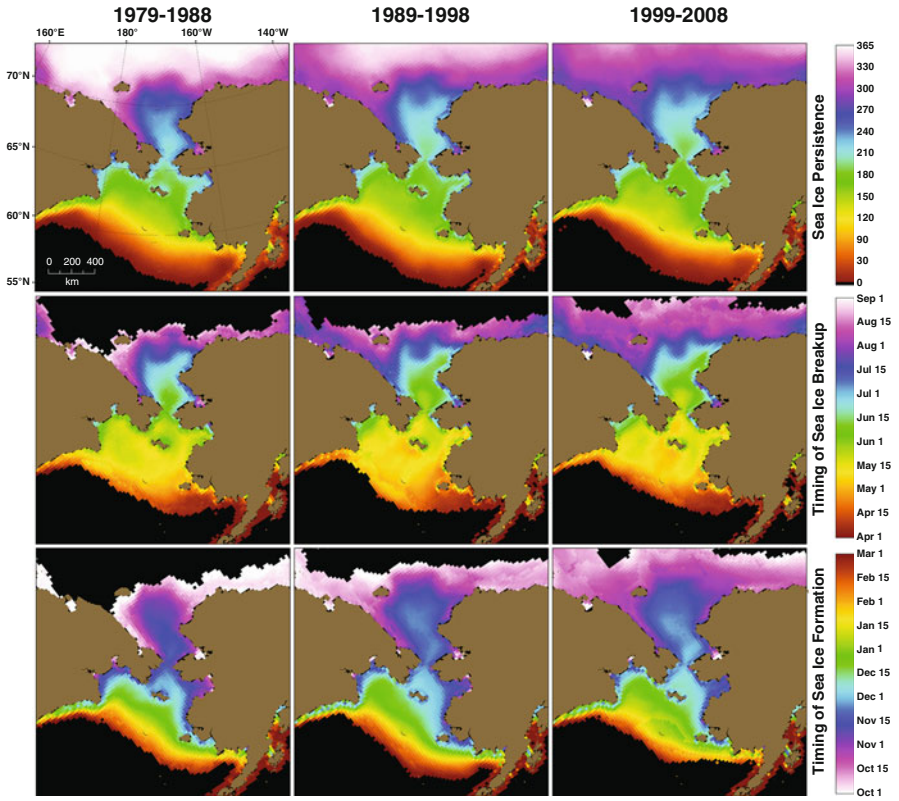 1979-1988 1989-1998 1999-2008
160°E 180° 160°W 140°W
70°N
65°N
60°N
55°N
0 200 400
km
365
330
300
270
240
210
180
150
120
90
60
30
0
Sea Ice Persistence
Sep 1
Aug 15
Aug 1
Jul 15
Jul 1
Jun 15
Jun 1
May 15
May 1
Apr 15
Apr 1
Timing of Sea Ice Breakup
Mar 1
Feb 15
Feb 1
Jan 15
Jan 1
Dec 15
Dec 1
Nov 15
Nov 1
Oct 15
Oct 1
Timing of Sea Ice Formation